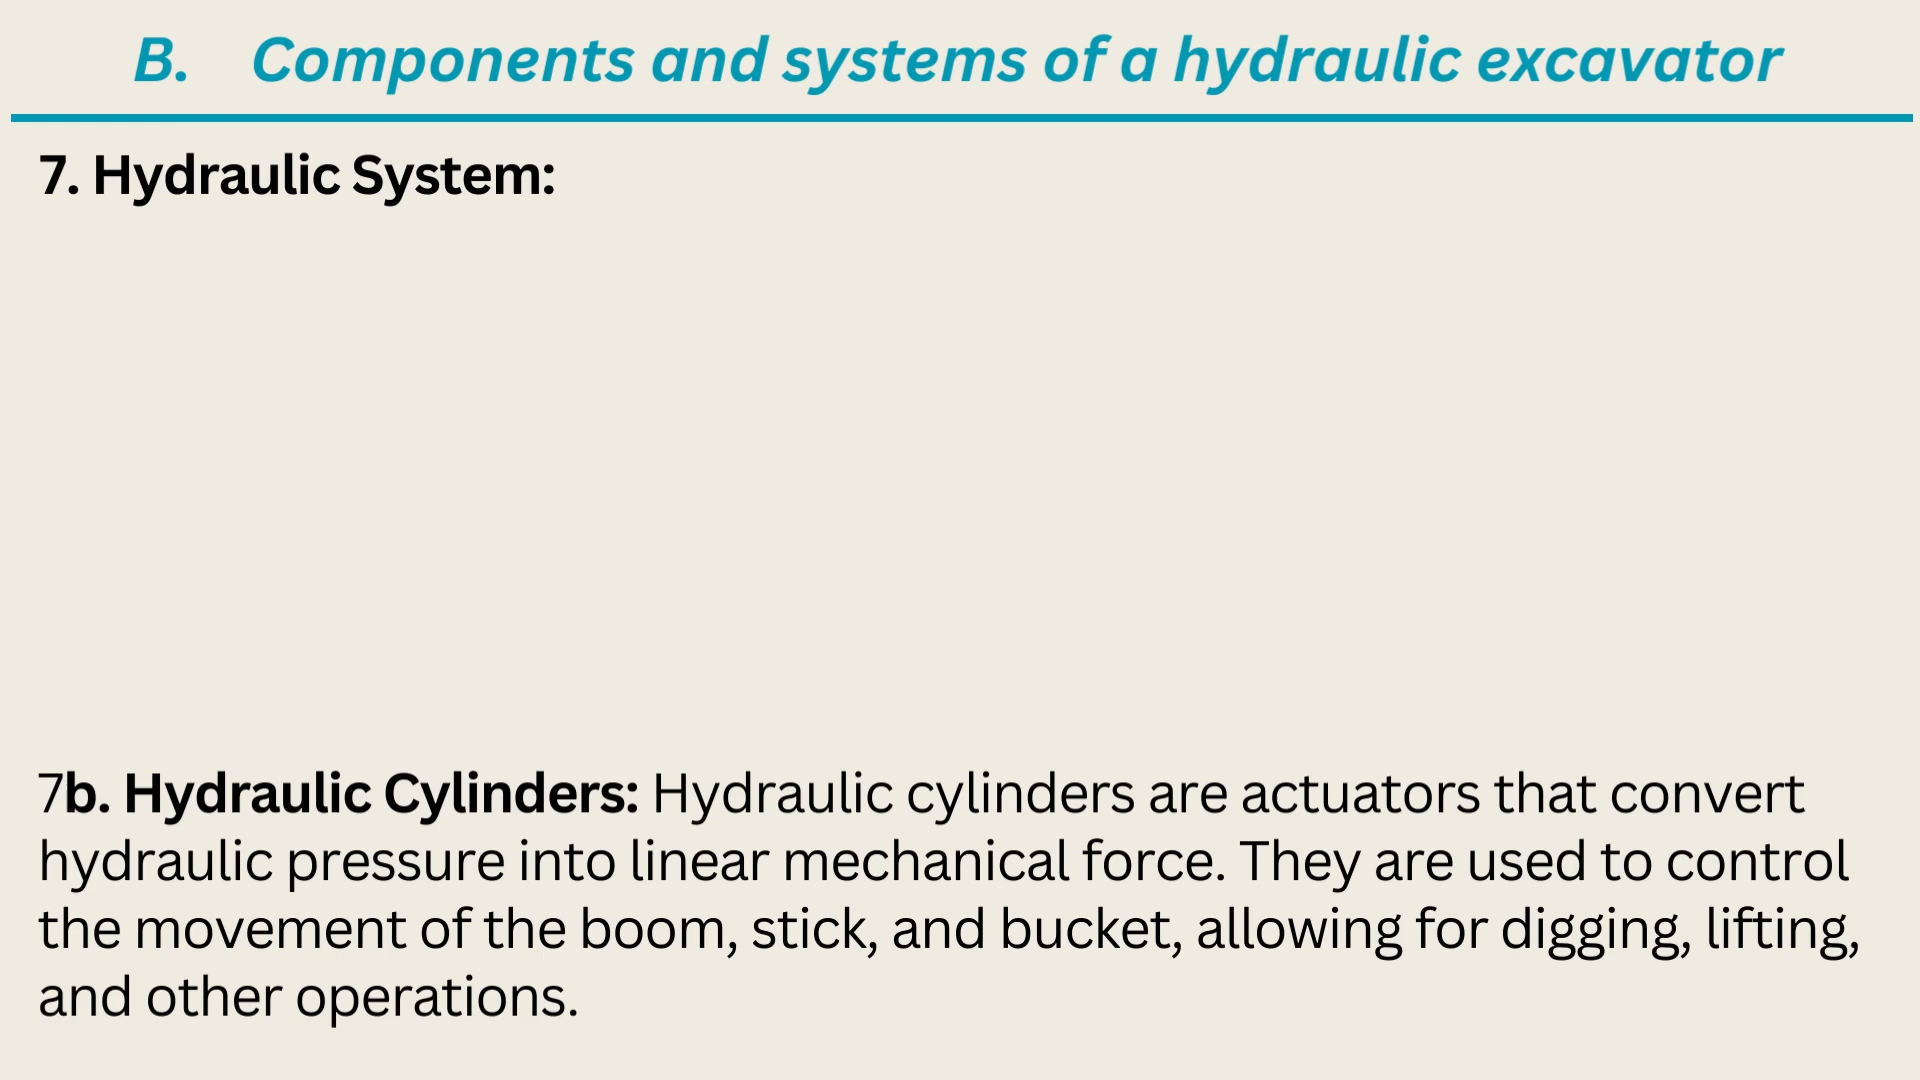 B. Components and systems of a hydraulic excavator
7. Hydraulic System:
7b. Hydraulic Cylinders: Hydraulic cylinders are actuators that convert
hydraulic pressure into linear mechanical force. They are used to control
the movement of the boom, stick, and bucket, allowing for digging, lifting,
and other operations.